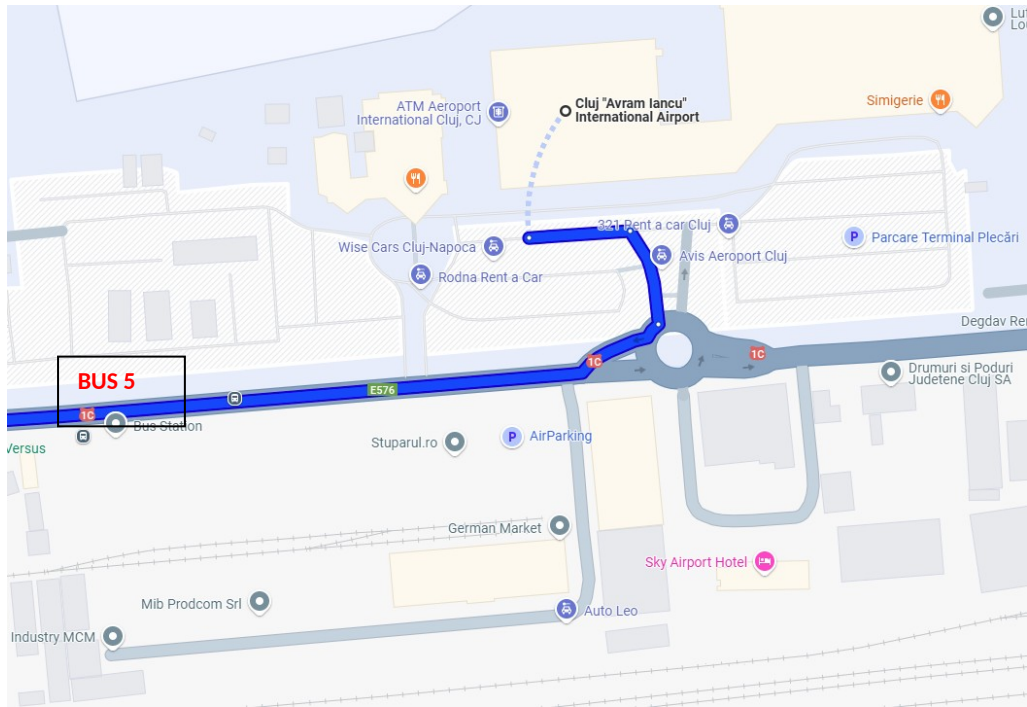 Lut
Lou
Cluj "Avram Iancu"
International Airport
ATM Aeroport
International Cluj, CJ
Simigerie
321 Rent a car Cluj
Wise Cars Cluj-Napoca
Parcare Terminal Plecări
Avis Aeroport Cluj
Rodna Rent a Car
Degdav Ren
1C
1C
BUS 5
Drumuri si Poduri
Judetene Cluj SA
E576
1C
Bus Station
Versus
Stuparul.ro
AirParking
German Market
Sky Airport Hotel
Mib Prodcom Srl
Auto Leo
Industry MCM